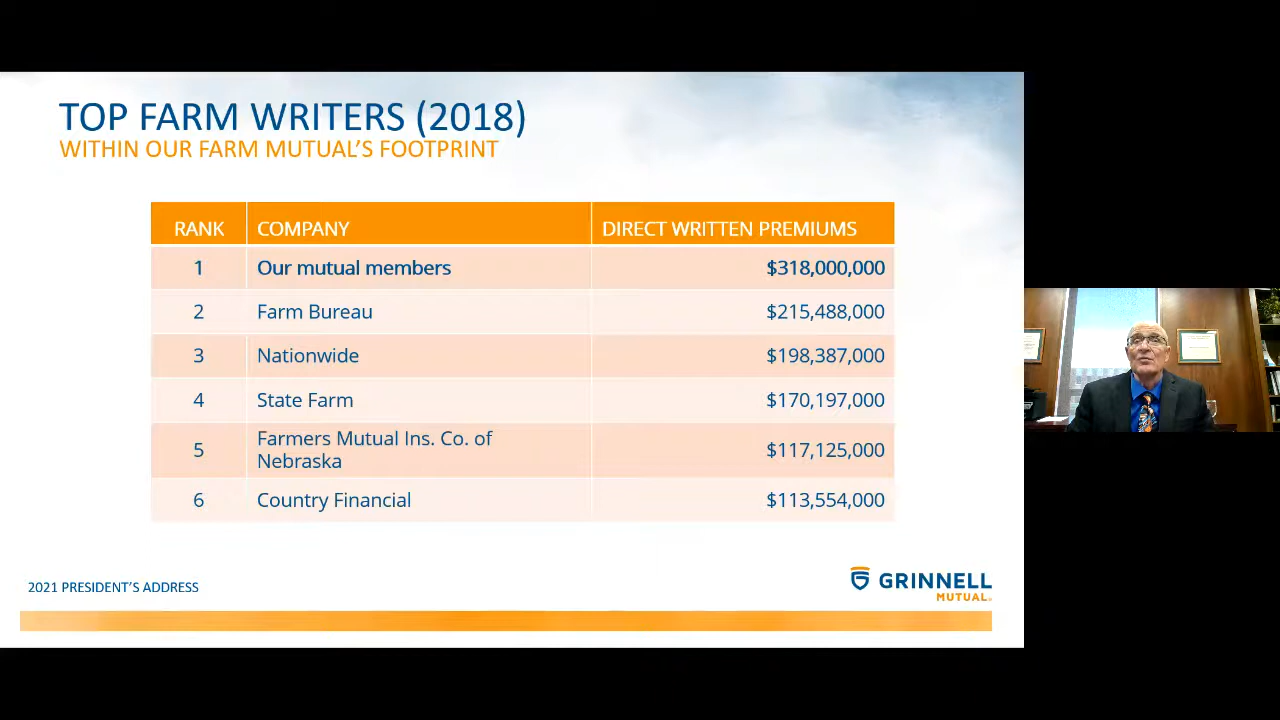 TOP FARM WRITERS (2018)
WITHIN OUR FARM MUTUAL'S FOOTPRINT
RANK COMPANY DIRECT WRITTEN PREMIUMS
1 Our mutual members $318,000,000
2 Farm Bureau $215,488,000
3 Nationwide $198,387,000
4 State Farm $170,197,000
5 Farmers Mutual Ins. Co. of
Nebraska $117,125,000
6 Country Financial $113,554,000
2021 PRESIDENT'S ADDRESS
GRINNELL
MUTUAL®